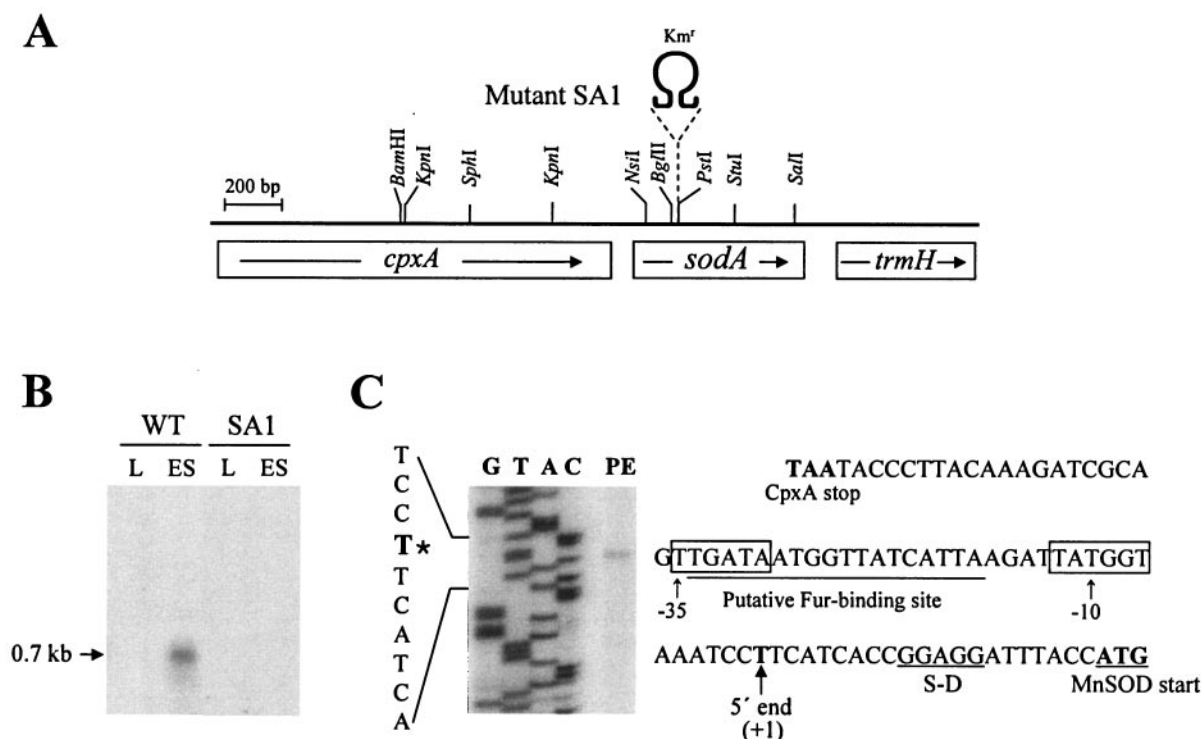 A
Kmʳ
Mutant SA1
Ω
BamHI
KpnI
SphI
KpnI
NsiI
BglII
PstI
StuI
SalI
200 bp
cpxA
sodA
trmH
B
WT SA1
L ES L ES
0.7 kb
C
T
C
C
T*
T
C
A
T
C
A
G T A C PE
TAATACCCTTACAAAGATCGCA
CpxA stop
GTTGATAATGGTTATCATTAAGATTATGGT
-35 Putative Fur-binding site -10
AAATCCTTCATCACCGGAGGATTTACCATG
S-D MnSOD start
5´ end
(+1)